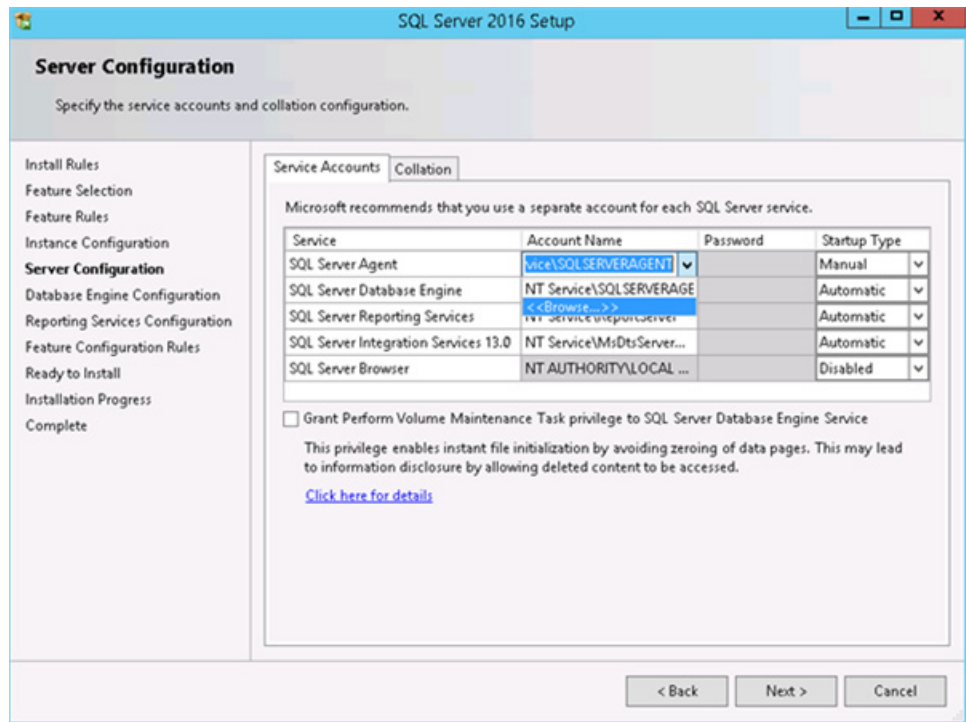 SQL Server 2016 Setup
Server Configuration
Specify the service accounts and collation configuration.
Install Rules
Feature Selection
Feature Rules
Instance Configuration
Server Configuration
Database Engine Configuration
Reporting Services Configuration
Feature Configuration Rules
Ready to Install
Installation Progress
Complete
Service Accounts Collation
Microsoft recommends that you use a separate account for each SQL Server service.
Service Account Name Password Startup Type
SQL Server Agent vice\SQLSERVERAGENT Manual
SQL Server Database Engine NT Service\SQLSERVERAGE Automatic
<<Browse...>>
SQL Server Reporting Services NT Service\ReportServer Automatic
SQL Server Integration Services 13.0 NT Service\MsDtsServer... Automatic
SQL Server Browser NT AUTHORITY\LOCAL ... Disabled
Grant Perform Volume Maintenance Task privilege to SQL Server Database Engine Service
This privilege enables instant file initialization by avoiding zeroing of data pages. This may lead
to information disclosure by allowing deleted content to be accessed.
Click here for details
< Back Next > Cancel